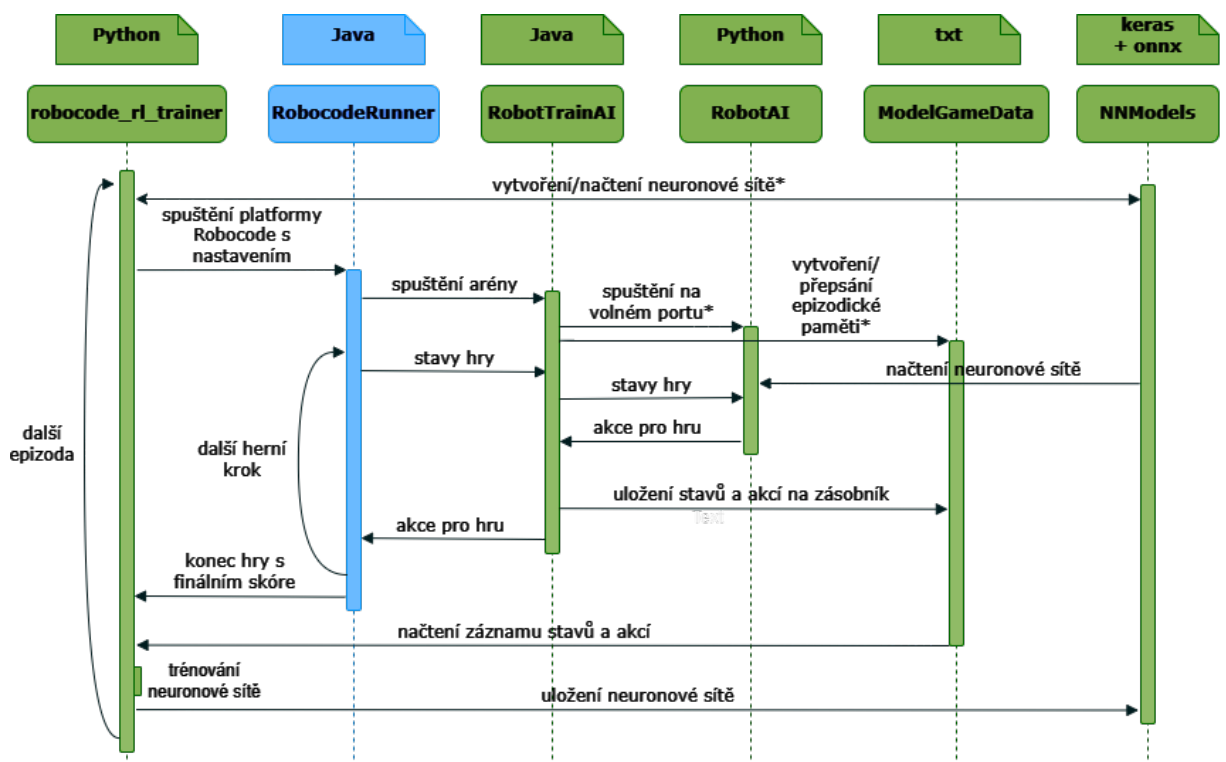 Python
Java
Java
Python
txt
keras
+ onnx
robocode_rl_trainer
RobocodeRunner
RobotTrainAI
RobotAI
ModelGameData
NNModels
vytvoření/načtení neuronové sítě*
spuštění platformy
Robocode s
nastavením
spuštění arény
spuštění na
volném portu*
vytvoření/
přepsání
epizodické
paměti*
stavy hry
načtení neuronové sítě
stavy hry
akce pro hru
další
epizoda
další herní
krok
uložení stavů a akcí na zásobník
Text
akce pro hru
konec hry s
finálním skóre
načtení záznamu stavů a akcí
trénování
neuronové sítě
uložení neuronové sítě